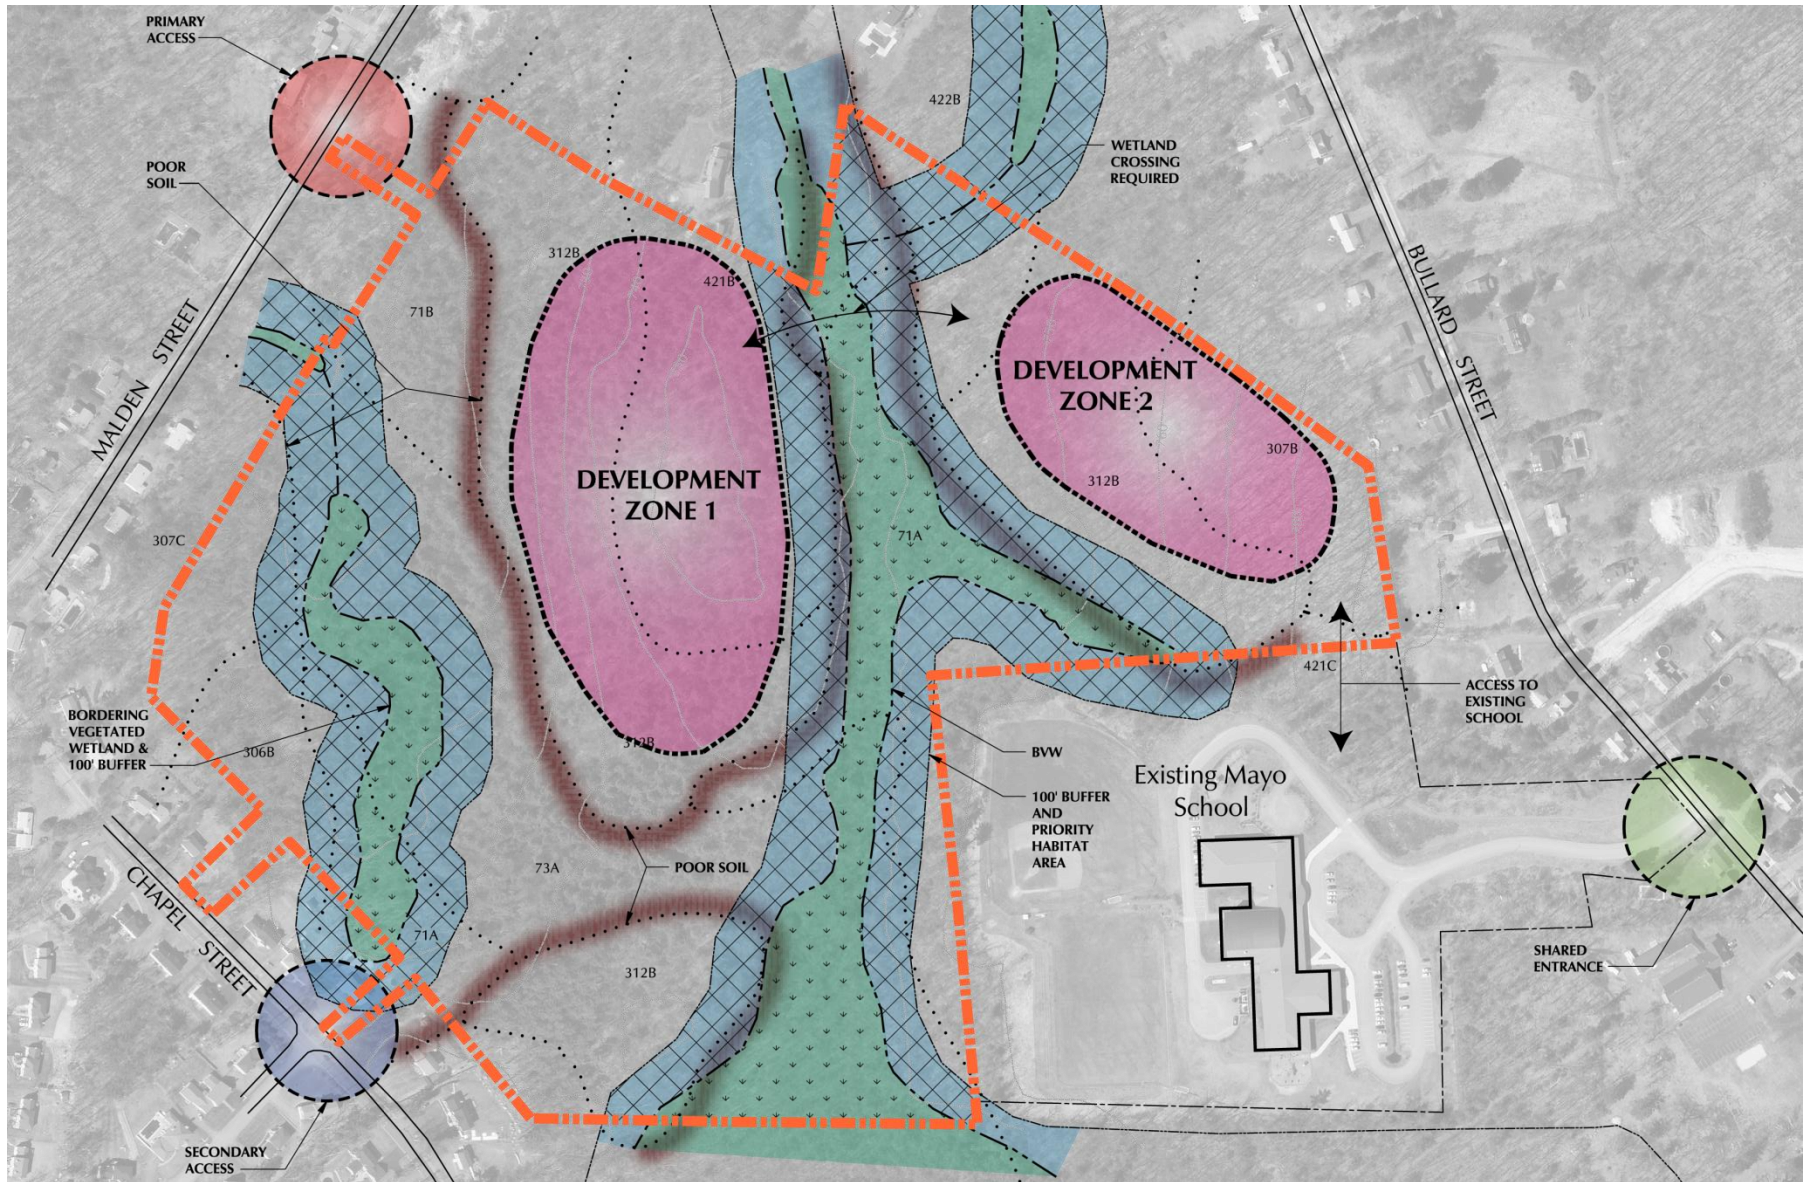 PRIMARY
ACCESS
POOR
SOIL
422B
WETLAND
CROSSING
REQUIRED
312B
421B
71B
MALDEN STREET
BULLARD STREET
DEVELOPMENT
ZONE 2
307B
312B
DEVELOPMENT
ZONE 1
71A
307C
421C
ACCESS TO
EXISTING
SCHOOL
BORDERING
VEGETATED
WETLAND &
100' BUFFER
306B
312B
BVW
100' BUFFER
AND
PRIORITY
HABITAT
AREA
Existing Mayo
School
73A
POOR SOIL
CHAPEL STREET
71A
312B
SHARED
ENTRANCE
SECONDARY
ACCESS